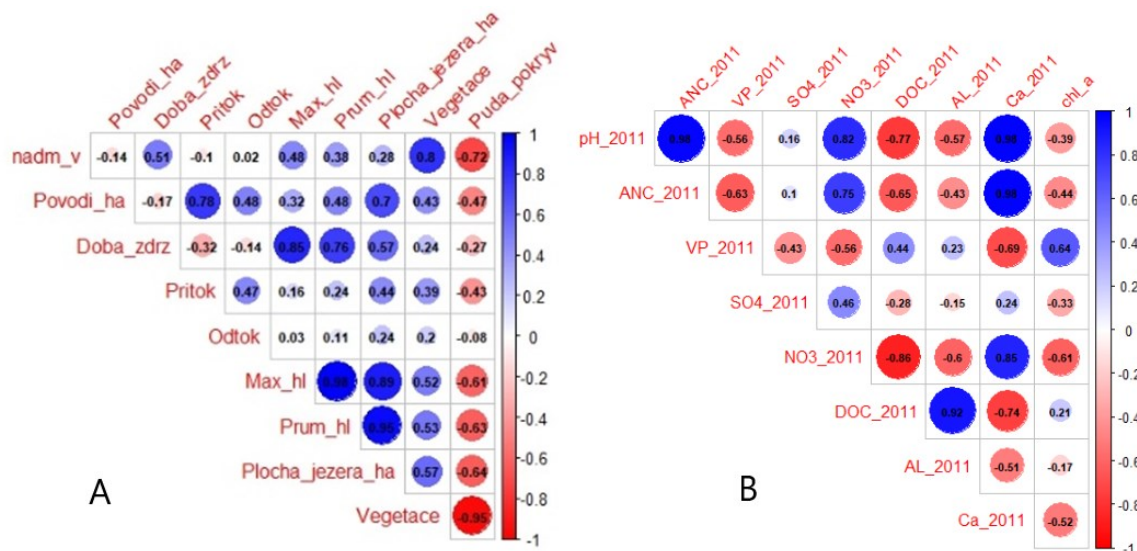 Povodi_ha Doba_zdrz Pritok Odtok Max_hl Prum_hl Plocha_jezera_ha Vegetace Puda_pokryv
nadm_v -0.14 0.51 -0.1 0.02 0.48 0.38 0.28 0.8 -0.72 1
Povodi_ha -0.17 0.78 0.48 0.32 0.48 0.7 0.43 -0.47 0.8
0.6
Doba_zdrz -0.32 -0.14 0.85 0.76 0.57 0.24 -0.27 0.4
Pritok 0.47 0.16 0.24 0.44 0.39 -0.43 0.2
Odtok 0.03 0.11 0.24 0.2 -0.08 0
Max_hl 0.98 0.89 0.52 -0.61 -0.2
Prum_hl 0.95 0.53 -0.63 -0.4
Plocha_jezera_ha 0.57 -0.64 -0.6
Vegetace -0.95 -0.8
-1
A
ANC_2011 VP_2011 SO4_2011 NO3_2011 DOC_2011 AL_2011 Ca_2011 chl_a
pH_2011 0.98 -0.56 0.16 0.82 -0.77 -0.57 -0.39 1
0.8
ANC_2011 -0.63 0.1 0.75 -0.65 -0.43 0.99 -0.44 0.6
0.4
VP_2011 -0.43 -0.56 0.44 0.23 -0.69 0.64 0.2
SO4_2011 0.46 -0.28 -0.15 0.24 -0.33 0
NO3_2011 -0.86 -0.6 0.85 -0.61 -0.2
DOC_2011 0.92 -0.74 0.21 -0.4
AL_2011 -0.51 -0.17 -0.6
-0.8
Ca_2011 -0.52
-1
B